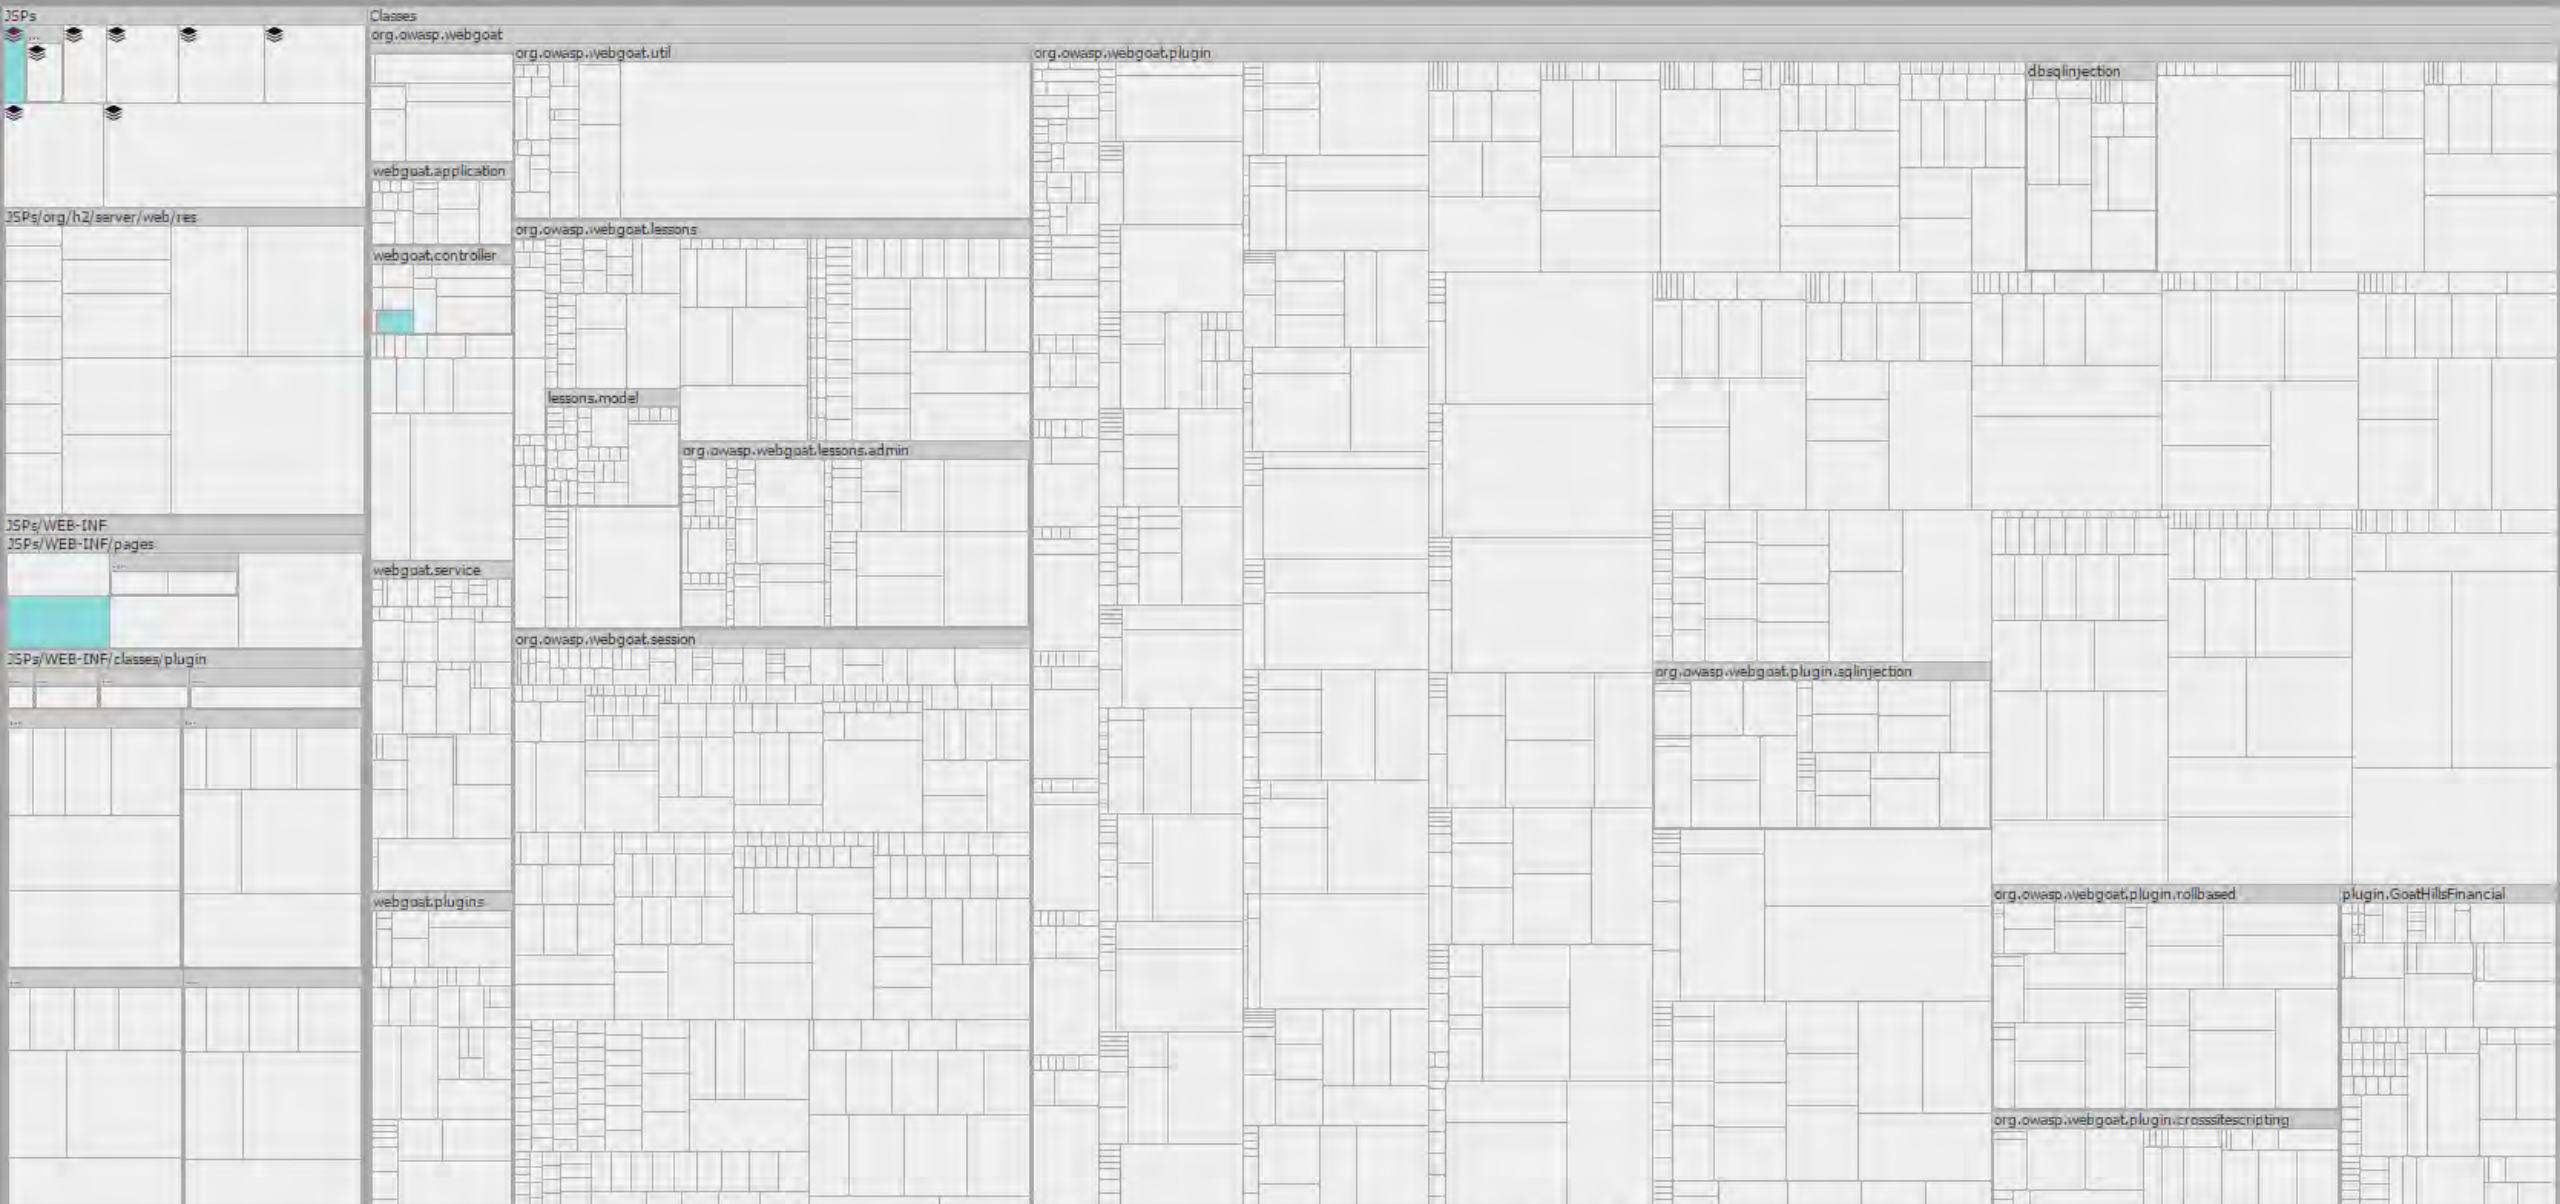 JSPs
...
JSPs/org/h2/server/web/res
JSPs/WEB-INF
JSPs/WEB-INF/pages
...
JSPs/WEB-INF/classes/plugin
...
...
...
...
...
...
...
...
Classes
org.owasp.webgoat
webgoat.application
webgoat.controller
webgoat.service
webgoat.plugins
org.owasp.webgoat.util
org.owasp.webgoat.lessons
lessons.model
org.owasp.webgoat.lessons.admin
org.owasp.webgoat.session
org.owasp.webgoat.plugin
dbsqlinjection
org.owasp.webgoat.plugin.sqlinjection
org.owasp.webgoat.plugin.rollbased
plugin.GoatHillsFinancial
org.owasp.webgoat.plugin.crosssitescripting